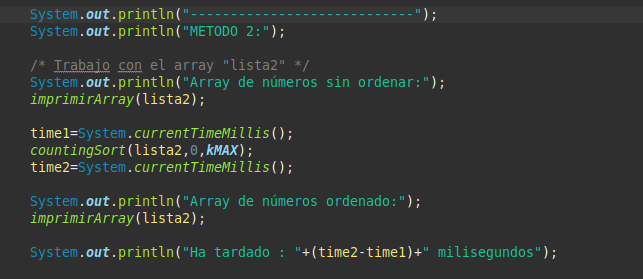 System.out.println("----------------------------");
System.out.println("METODO 2:");
/* Trabajo con el array "lista2" */
System.out.println("Array de números sin ordenar:");
imprimirArray(lista2);
time1=System.currentTimeMillis();
countingSort(lista2,0,kMAX);
time2=System.currentTimeMillis();
System.out.println("Array de números ordenado:");
imprimirArray(lista2);
System.out.println("Ha tardado : "+(time2-time1)+" milisegundos");